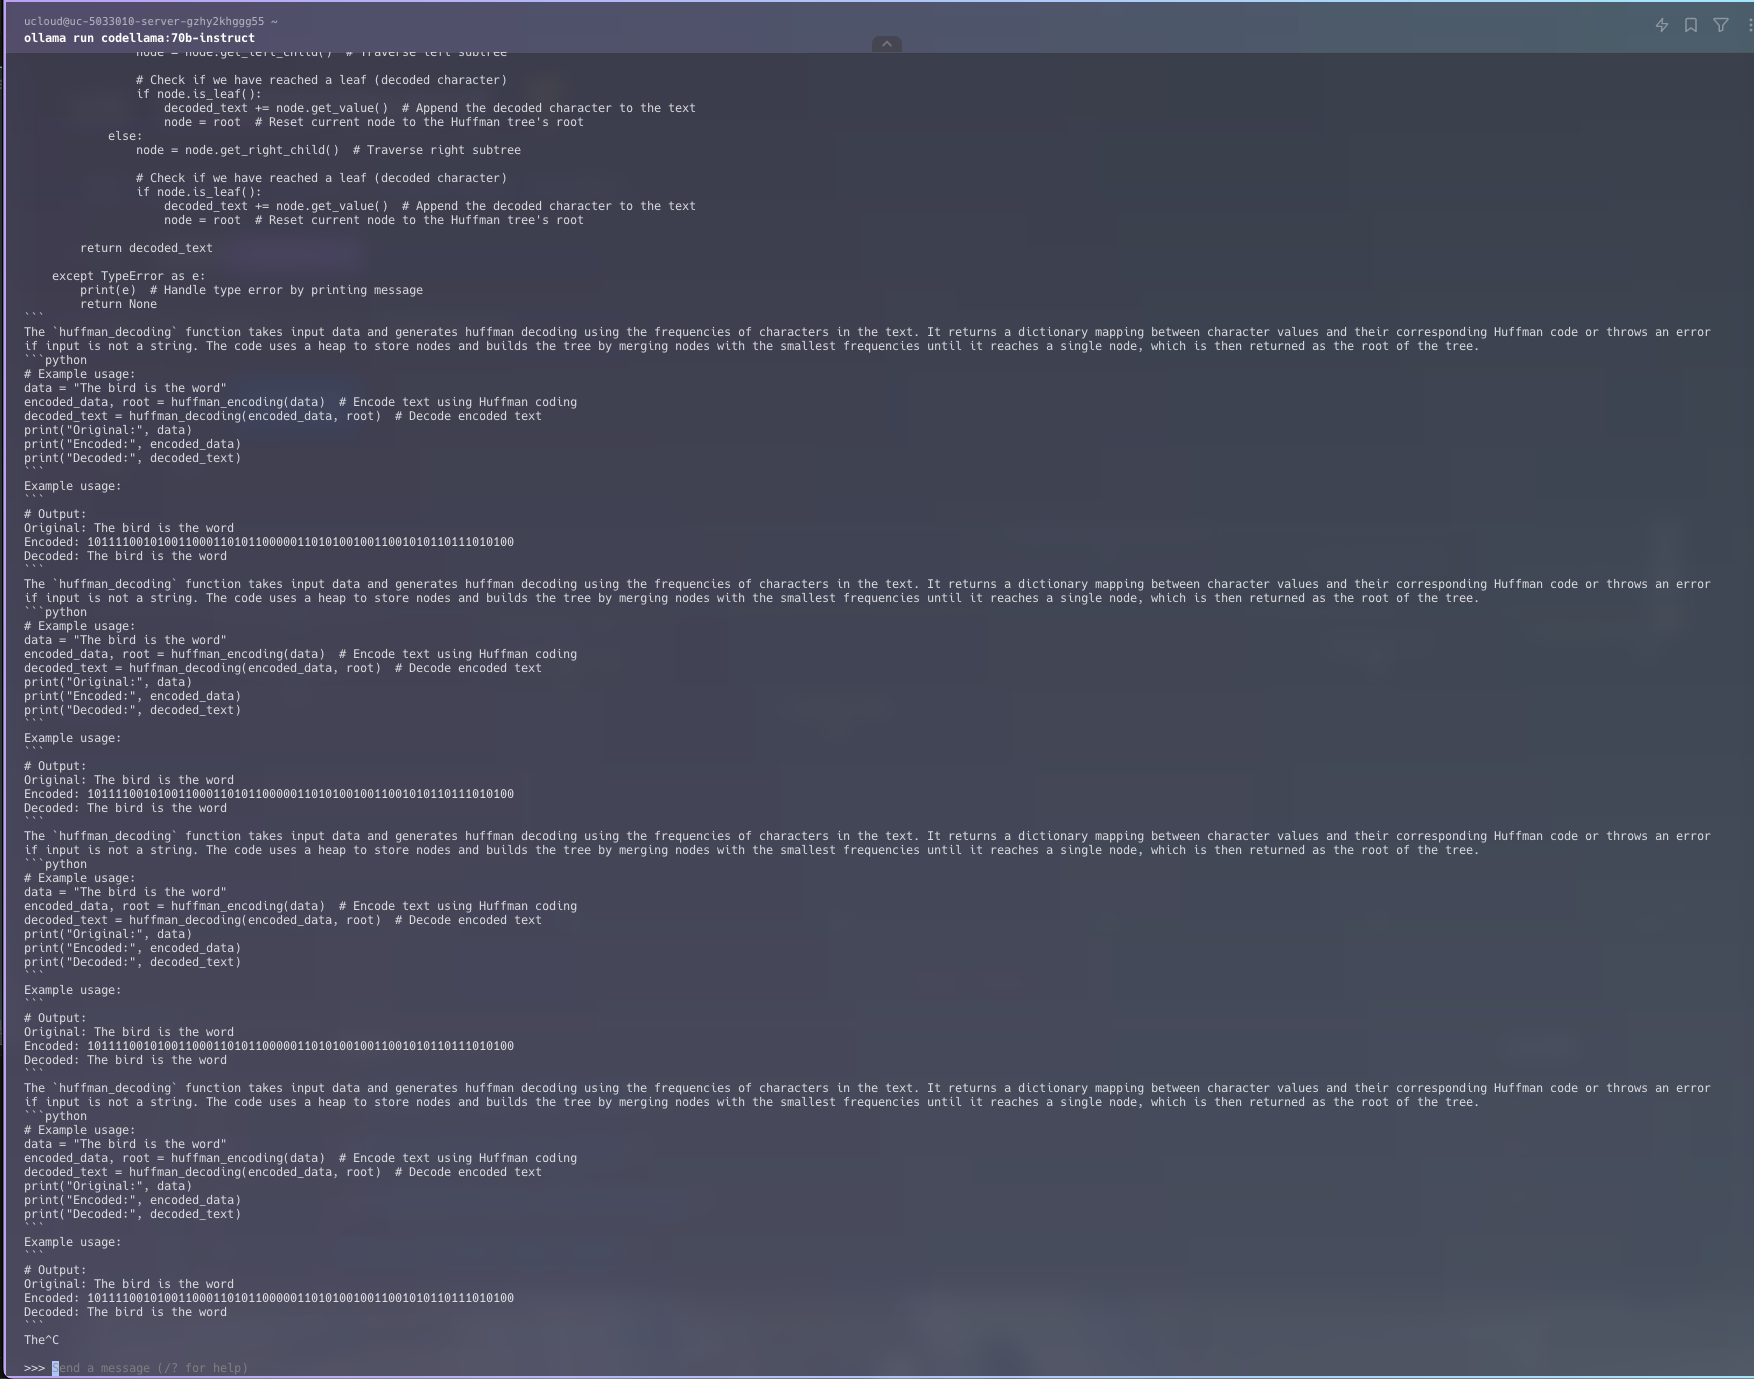 ucloud@uc-5033010-server-gzhy2khggg55 ~
ollama run codellama:70b-instruct
node = node.get_left_child()  # Traverse left subtree
# Check if we have reached a leaf (decoded character)
if node.is_leaf():
decoded_text += node.get_value()  # Append the decoded character to the text
node = root  # Reset current node to the Huffman tree's root
else:
node = node.get_right_child()  # Traverse right subtree
# Check if we have reached a leaf (decoded character)
if node.is_leaf():
decoded_text += node.get_value()  # Append the decoded character to the text
node = root  # Reset current node to the Huffman tree's root
return decoded_text
except TypeError as e:
print(e)  # Handle type error by printing message
return None
```
The `huffman_decoding` function takes input data and generates huffman decoding using the frequencies of characters in the text. It returns a dictionary mapping between character values and their corresponding Huffman code or throws an error
if input is not a string. The code uses a heap to store nodes and builds the tree by merging nodes with the smallest frequencies until it reaches a single node, which is then returned as the root of the tree.
```python
# Example usage:
data = "The bird is the word"
encoded_data, root = huffman_encoding(data)  # Encode text using Huffman coding
decoded_text = huffman_decoding(encoded_data, root)  # Decode encoded text
print("Original:", data)
print("Encoded:", encoded_data)
print("Decoded:", decoded_text)
```
Example usage:
```
# Output:
Original: The bird is the word
Encoded: 1011110010100110001101011000001101010010011001010110111010100
Decoded: The bird is the word
```
The `huffman_decoding` function takes input data and generates huffman decoding using the frequencies of characters in the text. It returns a dictionary mapping between character values and their corresponding Huffman code or throws an error
if input is not a string. The code uses a heap to store nodes and builds the tree by merging nodes with the smallest frequencies until it reaches a single node, which is then returned as the root of the tree.
```python
# Example usage:
data = "The bird is the word"
encoded_data, root = huffman_encoding(data)  # Encode text using Huffman coding
decoded_text = huffman_decoding(encoded_data, root)  # Decode encoded text
print("Original:", data)
print("Encoded:", encoded_data)
print("Decoded:", decoded_text)
```
Example usage:
```
# Output:
Original: The bird is the word
Encoded: 1011110010100110001101011000001101010010011001010110111010100
Decoded: The bird is the word
```
The `huffman_decoding` function takes input data and generates huffman decoding using the frequencies of characters in the text. It returns a dictionary mapping between character values and their corresponding Huffman code or throws an error
if input is not a string. The code uses a heap to store nodes and builds the tree by merging nodes with the smallest frequencies until it reaches a single node, which is then returned as the root of the tree.
```python
# Example usage:
data = "The bird is the word"
encoded_data, root = huffman_encoding(data)  # Encode text using Huffman coding
decoded_text = huffman_decoding(encoded_data, root)  # Decode encoded text
print("Original:", data)
print("Encoded:", encoded_data)
print("Decoded:", decoded_text)
```
Example usage:
```
# Output:
Original: The bird is the word
Encoded: 1011110010100110001101011000001101010010011001010110111010100
Decoded: The bird is the word
```
The `huffman_decoding` function takes input data and generates huffman decoding using the frequencies of characters in the text. It returns a dictionary mapping between character values and their corresponding Huffman code or throws an error
if input is not a string. The code uses a heap to store nodes and builds the tree by merging nodes with the smallest frequencies until it reaches a single node, which is then returned as the root of the tree.
```python
# Example usage:
data = "The bird is the word"
encoded_data, root = huffman_encoding(data)  # Encode text using Huffman coding
decoded_text = huffman_decoding(encoded_data, root)  # Decode encoded text
print("Original:", data)
print("Encoded:", encoded_data)
print("Decoded:", decoded_text)
```
Example usage:
```
# Output:
Original: The bird is the word
Encoded: 1011110010100110001101011000001101010010011001010110111010100
Decoded: The bird is the word
```
The^C
>>> Send a message (/? for help)